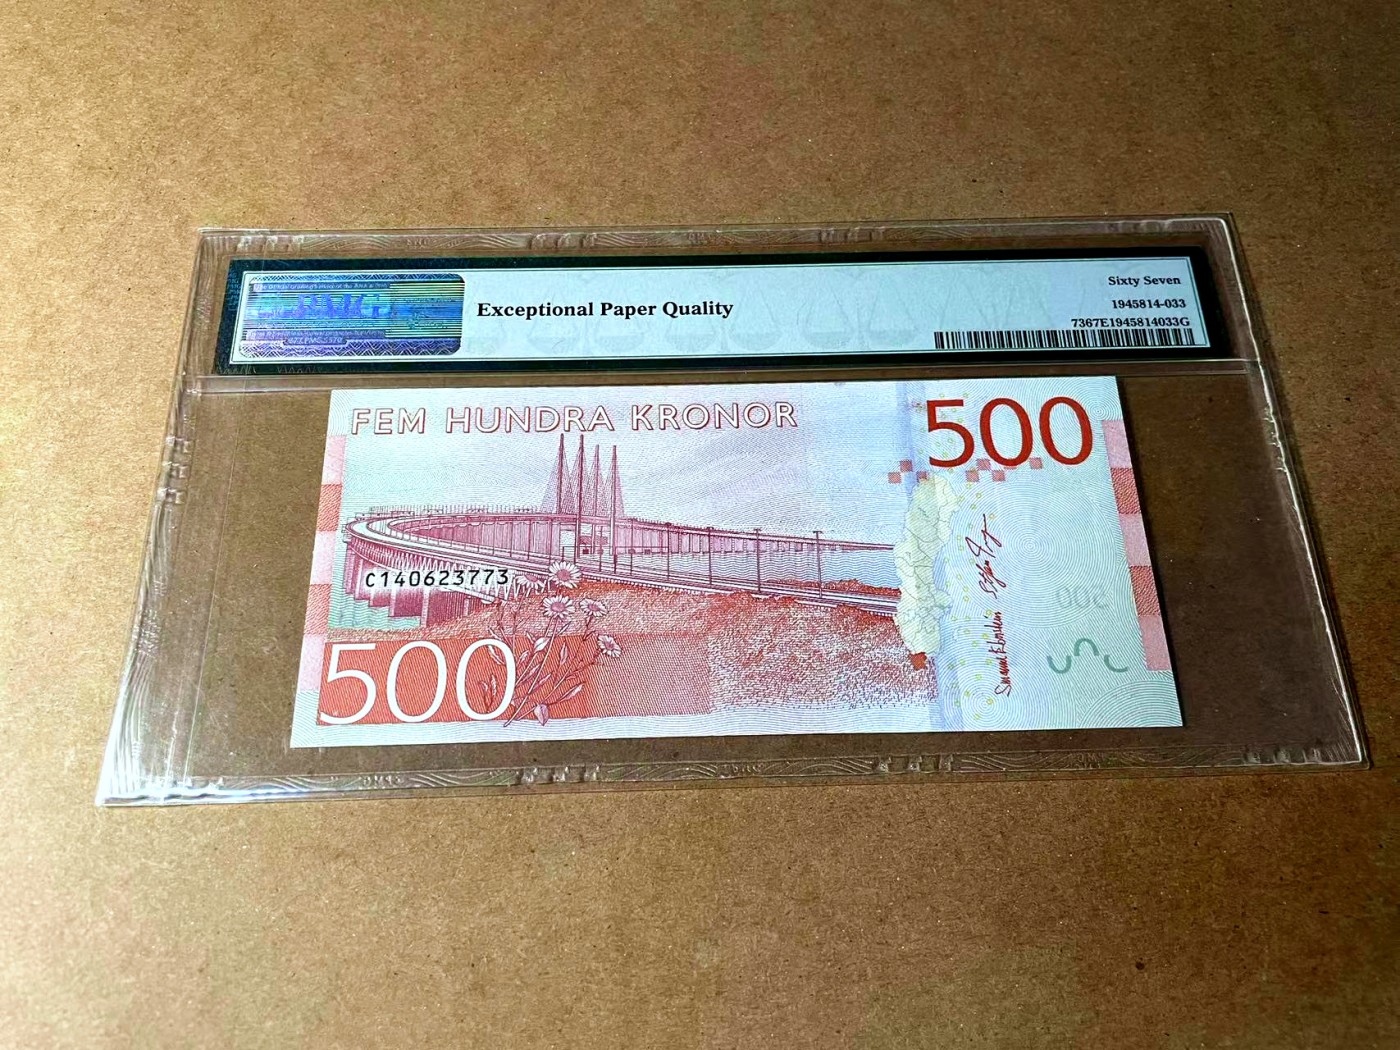 Exceptional Paper Quality
Sixty Seven
1945814-033
7367E1945814033G
FEM HUNDRA KRONOR
500
C140623773
500